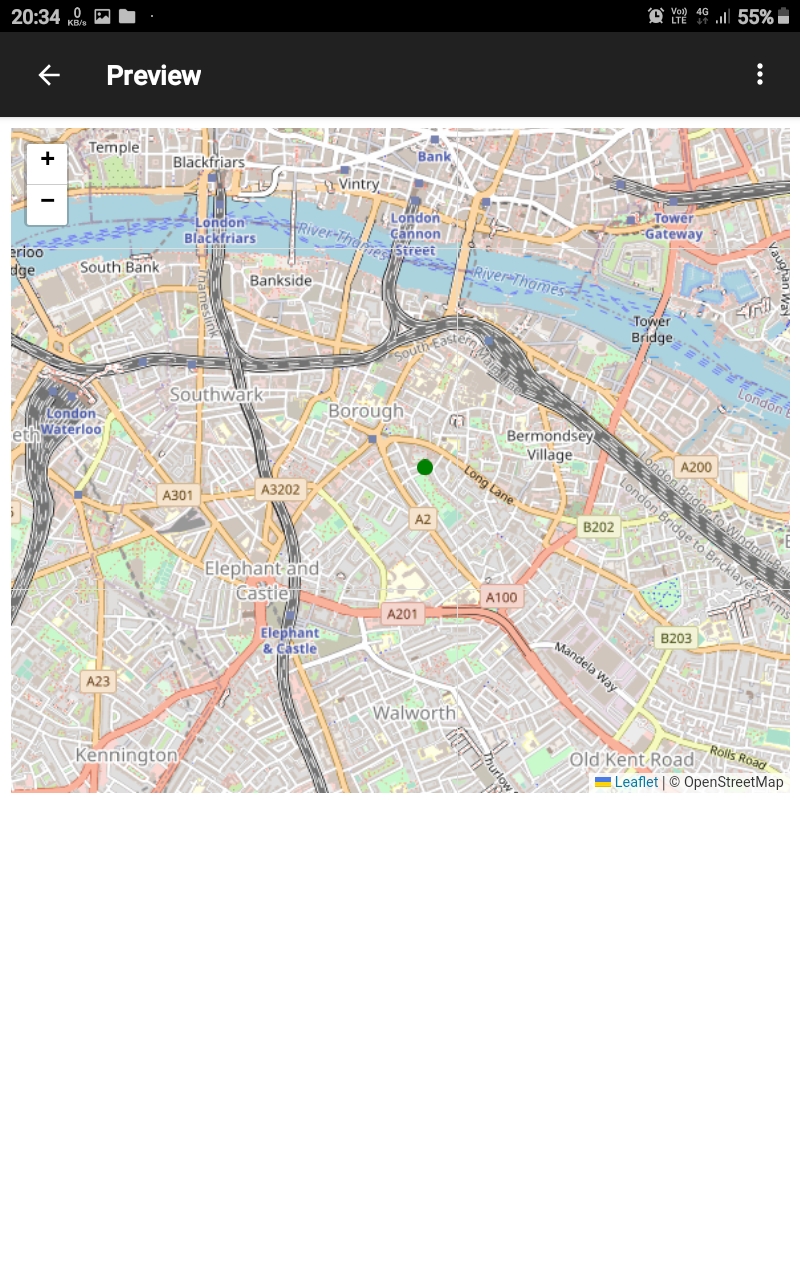 20:34 0 KB/s Vo)) LTE 4G 55%
Preview
+
−
Temple
Blackfriars
Bank
Vintry
London
Blackfriars
London
Cannon
Street
Tower
Gateway
River Thames
erloo
dge
South Bank
Bankside
Thameslink
River Thames
Vaughan Way
Tower
Bridge
South Eastern Main
Southwark
Borough
London
Waterloo
eth
London B
Bermondsey
Village
A200
Long Lane
A301
A3202
A2
B202
London Bridge to Windmill B
London Bridge to Bricklayers Arms
5
Elephant and
Castle
E
A100
A201
Elephant
& Castle
B203
Mandela Way
A23
Walworth
Kennington
Thurlow S
Old Kent Road
Rolls Road
Leaflet | © OpenStreetMap